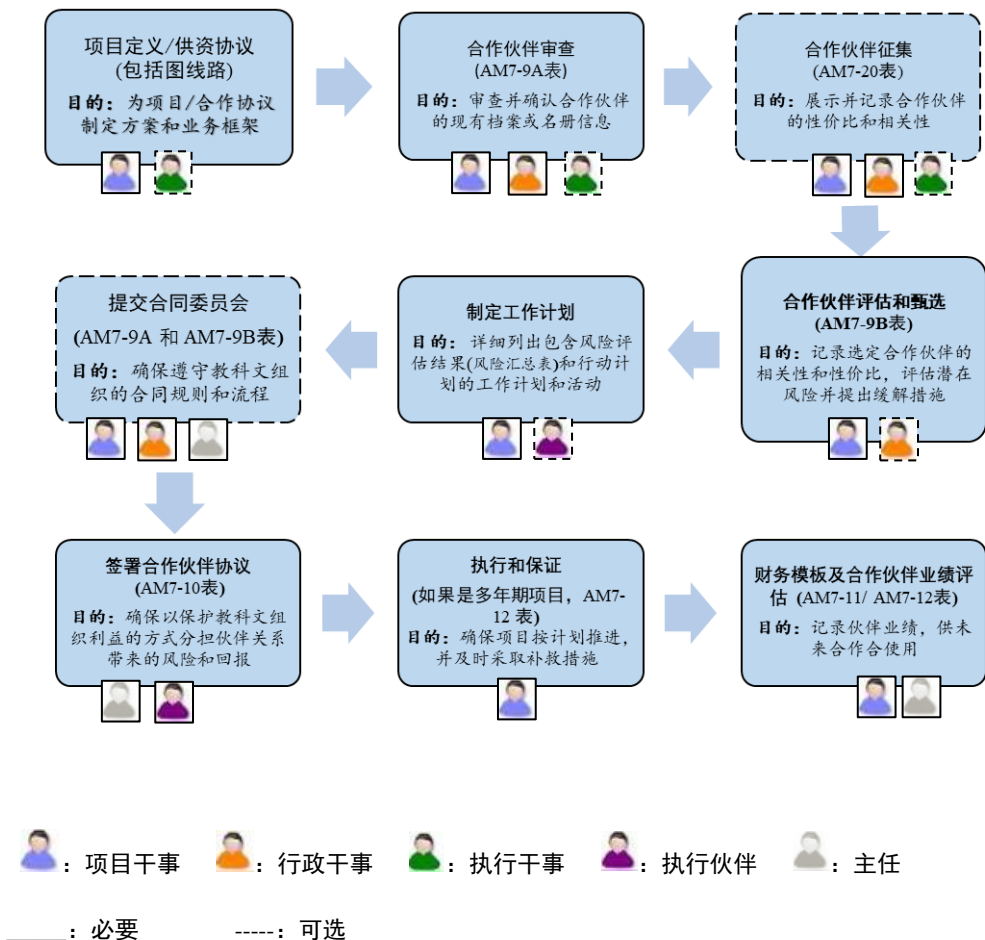 项目定义/供资协议
(包括图线路)
目的：为项目/合作协议
制定方案和业务框架
合作伙伴审查
(AM7-9A表)
目的：审查并确认合作伙伴
的现有档案或名册信息
合作伙伴征集
(AM7-20表)
目的：展示并记录合作伙伴
的性价比和相关性
提交合同委员会
(AM7-9A 和 AM7-9B表)
目的：确保遵守教科文组
织的合同规则和流程
制定工作计划
目的：详细列出包含风险评
估结果(风险汇总表)和行动计
划的工作计划和活动
合作伙伴评估和甄选
(AM7-9B表)
目的：记录选定合作伙伴的
相关性和性价比，评估潜在
风险并提出缓解措施
签署合作伙伴协议
(AM7-10表)
目的：确保以保护教科文组
织利益的方式分担伙伴关系
带来的风险和回报
执行和保证
(如果是多年期项目，AM7-
12 表)
目的：确保项目按计划推进，
并及时采取补救措施
财务模板及合作伙伴业绩评
估 (AM7-11/ AM7-12表)
目的：记录伙伴业绩，供未
来合作合使用
：项目干事 ：行政干事 ：执行干事 ：执行伙伴 ：主任
_____：必要 -----：可选